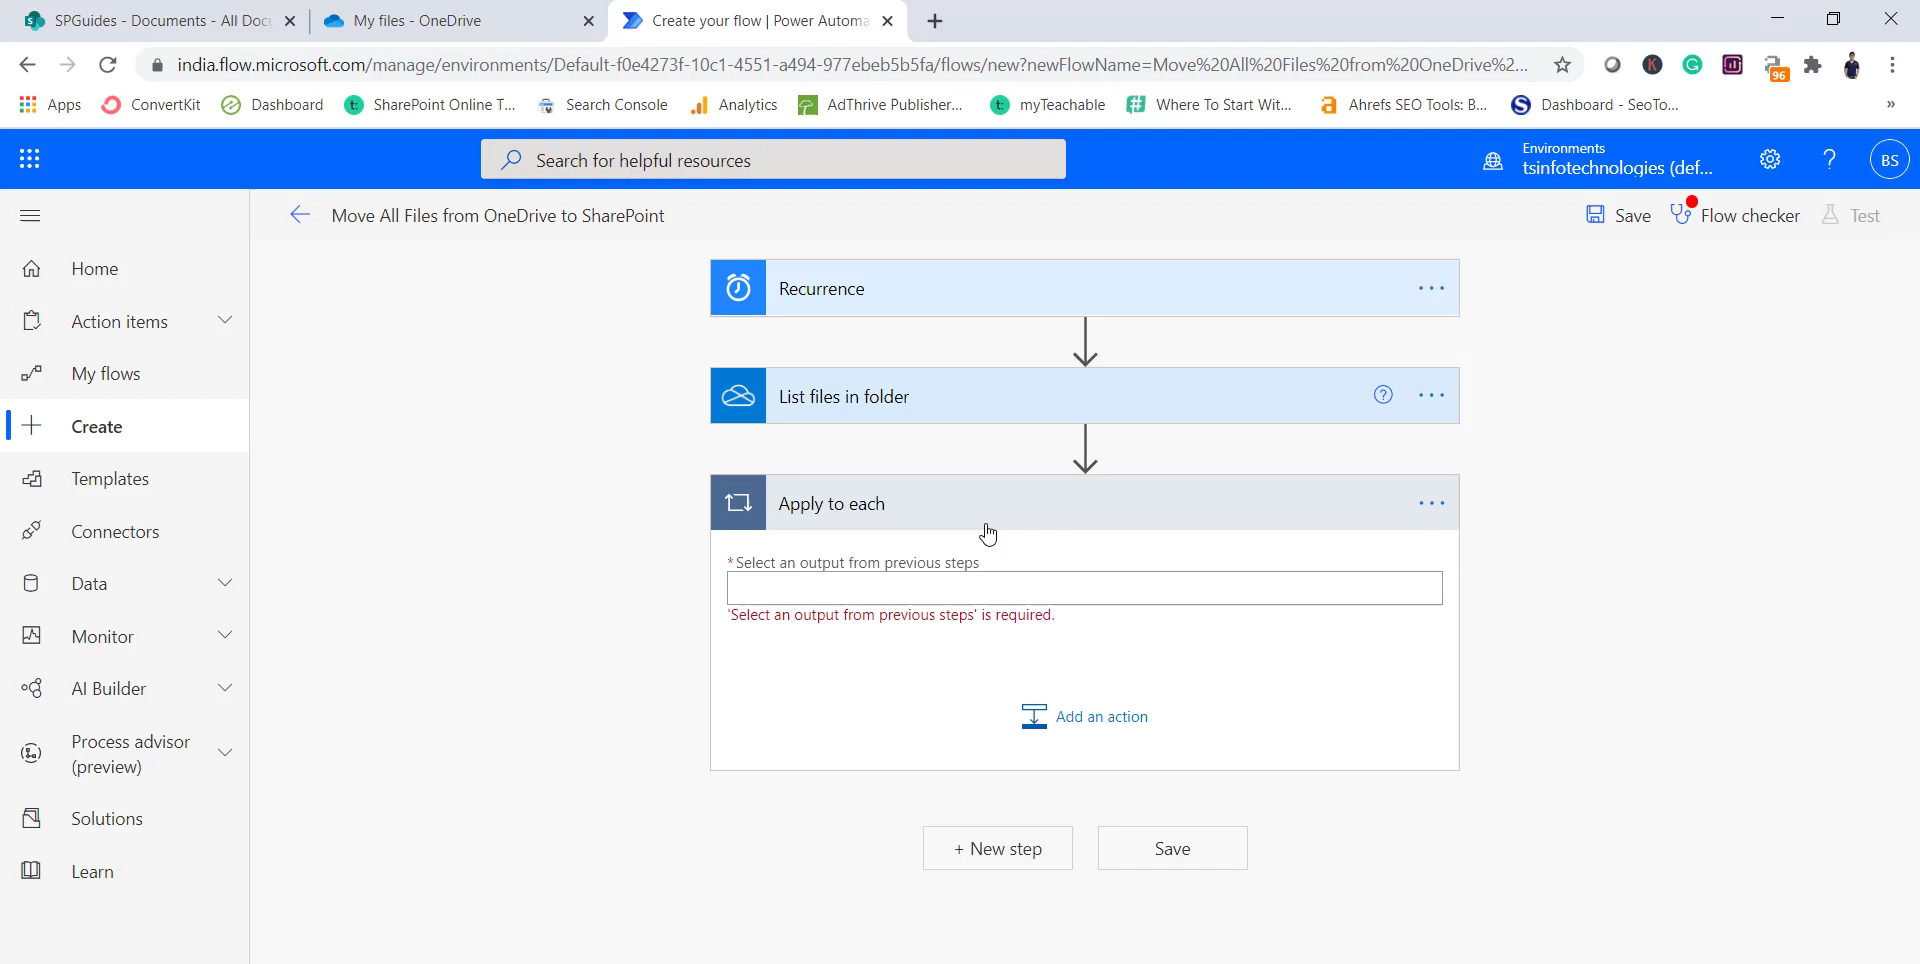 SPGuides - Documents - All Doc
My files - OneDrive
Create your flow | Power Automa
india.flow.microsoft.com/manage/environments/Default-f0e4273f-10c1-4551-a494-977ebeb5b5fa/flows/new?newFlowName=Move%20All%20Files%20from%20OneDrive%2...
96
Apps
ConvertKit
Dashboard
SharePoint Online T...
Search Console
Analytics
AdThrive Publisher...
myTeachable
Where To Start Wit...
Ahrefs SEO Tools: B...
Dashboard - SeoTo...
»
Search for helpful resources
Environments
tsinfotechnologies (def...
?
BS
Move All Files from OneDrive to SharePoint
Save
Flow checker
Test
Home
Action items
My flows
Create
Templates
Connectors
Data
Monitor
AI Builder
Process advisor
(preview)
Solutions
Learn
Recurrence
List files in folder
?
Apply to each
* Select an output from previous steps
'Select an output from previous steps' is required.
Add an action
+ New step
Save